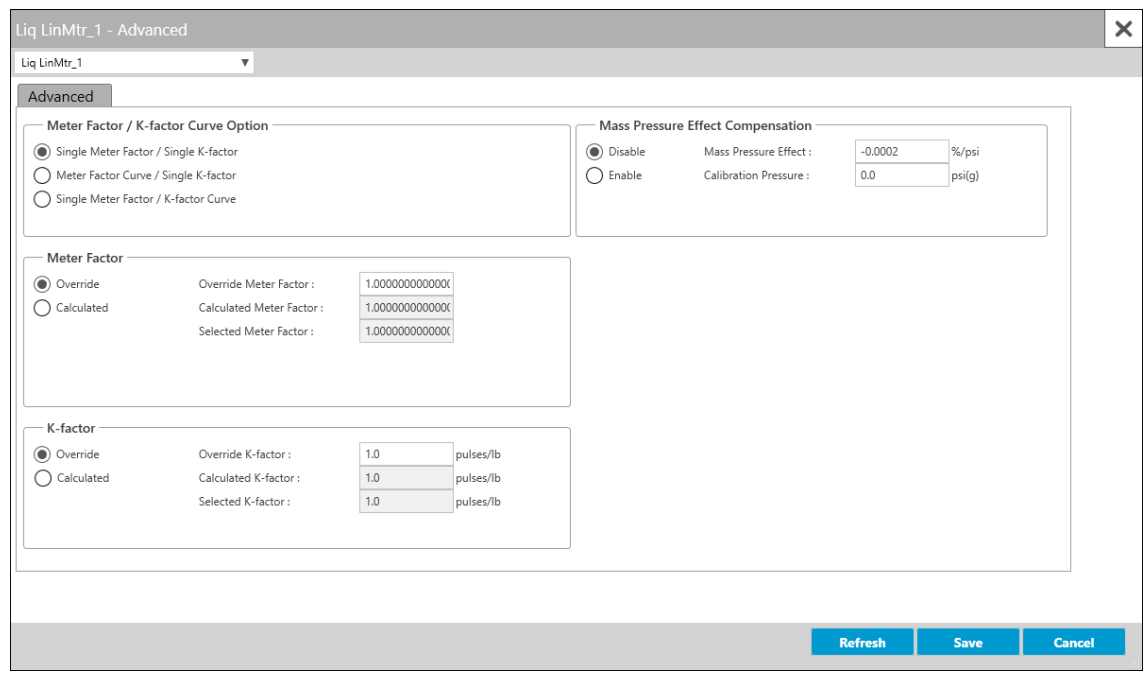 Liq LinMtr_1 - Advanced
Liq LinMtr_1
Advanced
Meter Factor / K-factor Curve Option
Single Meter Factor / Single K-factor
Meter Factor Curve / Single K-factor
Single Meter Factor / K-factor Curve
Mass Pressure Effect Compensation
Disable Mass Pressure Effect : -0.0002 %/psi
Enable Calibration Pressure : 0.0 psi(g)
Meter Factor
Override Override Meter Factor : 1.000000000000
Calculated Calculated Meter Factor : 1.000000000000
Selected Meter Factor : 1.000000000000
K-factor
Override Override K-factor : 1.0 pulses/lb
Calculated Calculated K-factor : 1.0 pulses/lb
Selected K-factor : 1.0 pulses/lb
Refresh Save Cancel